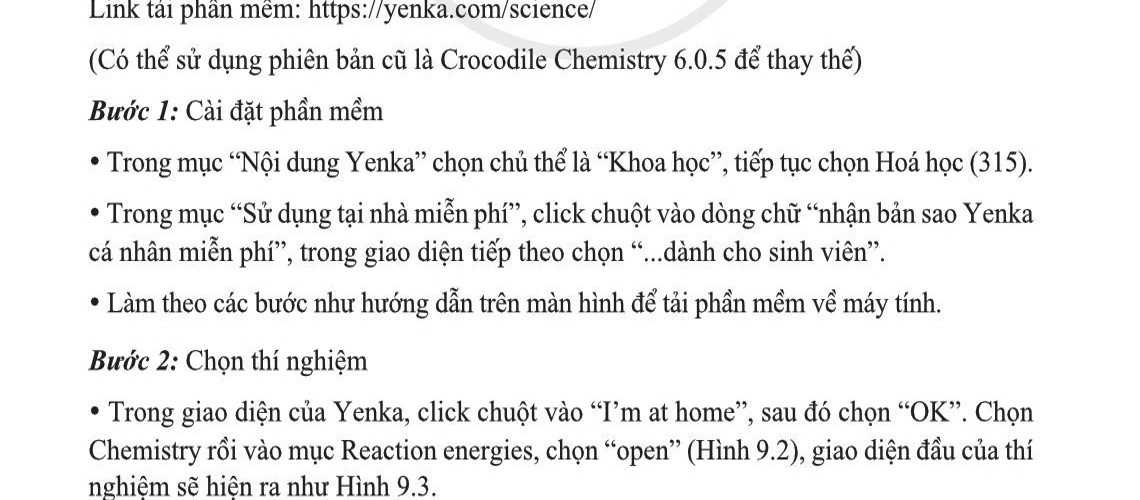 Link tải phần mềm: https://yenka.com/science/
(Có thể sử dụng phiên bản cũ là Crocodile Chemistry 6.0.5 để thay thế)
Bước 1: Cài đặt phần mềm
• Trong mục “Nội dung Yenka” chọn chủ thể là “Khoa học”, tiếp tục chọn Hoá học (315).
• Trong mục “Sử dụng tại nhà miễn phí”, click chuột vào dòng chữ “nhận bản sao Yenka
cá nhân miễn phí”, trong giao diện tiếp theo chọn “...dành cho sinh viên”.
• Làm theo các bước như hướng dẫn trên màn hình để tải phần mềm về máy tính.
Bước 2: Chọn thí nghiệm
• Trong giao diện của Yenka, click chuột vào “I’m at home”, sau đó chọn “OK”. Chọn
Chemistry rồi vào mục Reaction energies, chọn “open” (Hình 9.2), giao diện đầu của thí
nghiệm sẽ hiện ra như Hình 9.3.